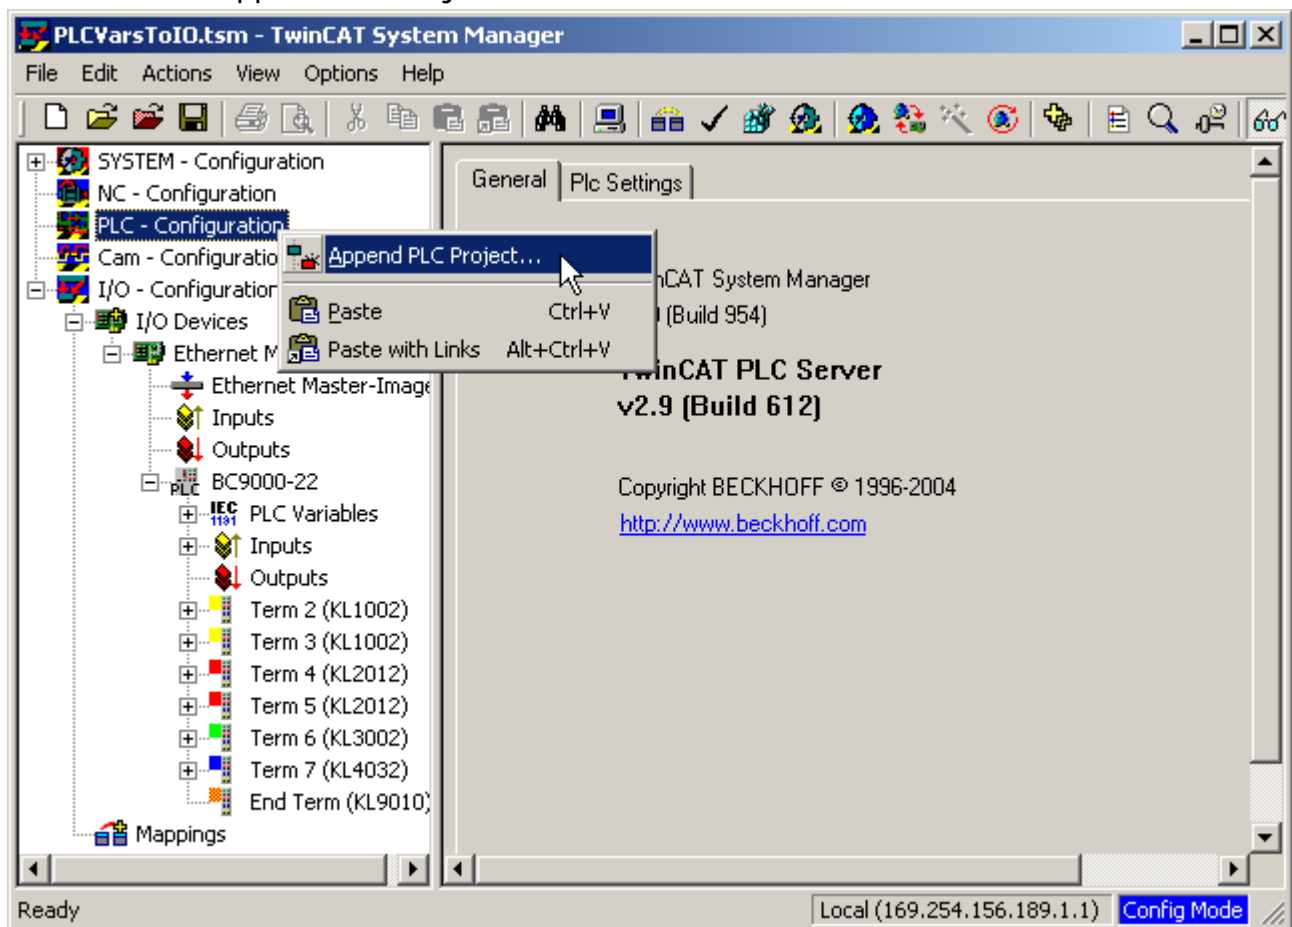 PLCVarsToIO.tsm - TwinCAT System Manager
File Edit Actions View Options Help
SYSTEM - Configuration
NC - Configuration
PLC - Configuration
Cam - Configuratio
I/O - Configuration
I/O Devices
Ethernet M
Ethernet Master-Image
Inputs
Outputs
PLC BC9000-22
IEC 1131 PLC Variables
Inputs
Outputs
Term 2 (KL1002)
Term 3 (KL1002)
Term 4 (KL2012)
Term 5 (KL2012)
Term 6 (KL3002)
Term 7 (KL4032)
End Term (KL9010)
Mappings
Append PLC Project...
Paste Ctrl+V
Paste with Links Alt+Ctrl+V
General Plc Settings
nCAT System Manager
(Build 954)
TwinCAT PLC Server
v2.9 (Build 612)
Copyright BECKHOFF © 1996-2004
http://www.beckhoff.com
Ready Local (169.254.156.189.1.1) Config Mode